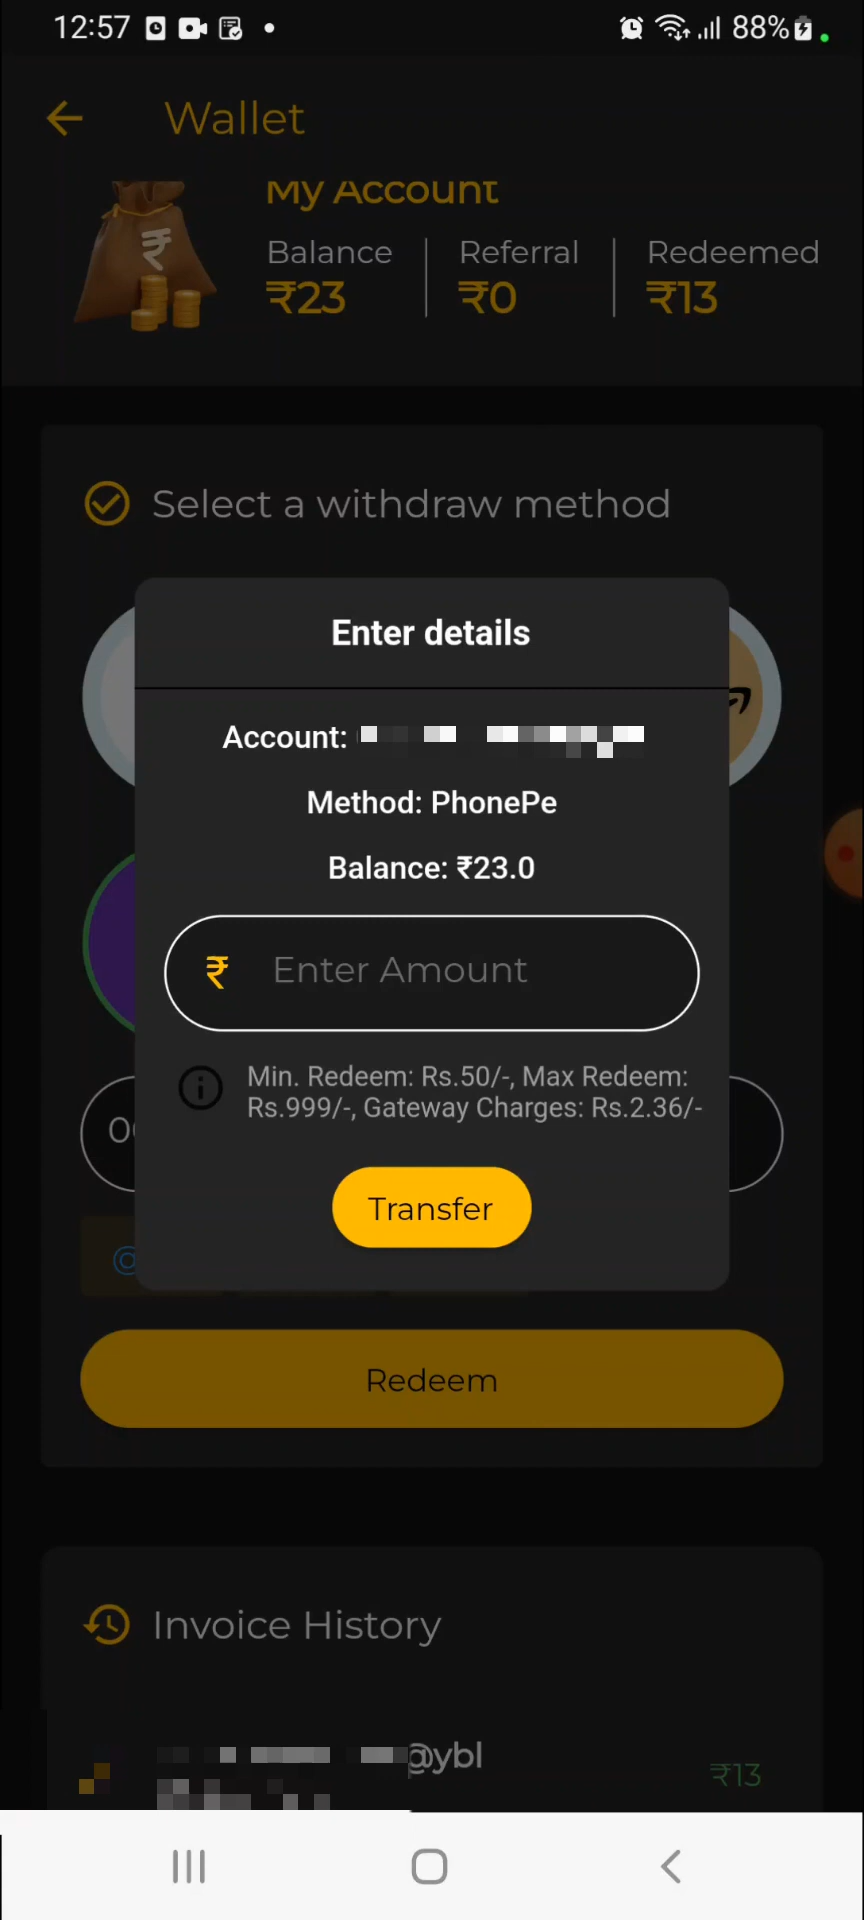 12:57 88%
Wallet
My Account
Balance Referral Redeemed
₹23 ₹0 ₹13
Select a withdraw method
Enter details
Account:
Method: PhonePe
Balance: ₹23.0
₹ Enter Amount
Min. Redeem: Rs.50/-, Max Redeem:
Rs.999/-, Gateway Charges: Rs.2.36/-
Transfer
@
Redeem
Invoice History
@ybl
₹13